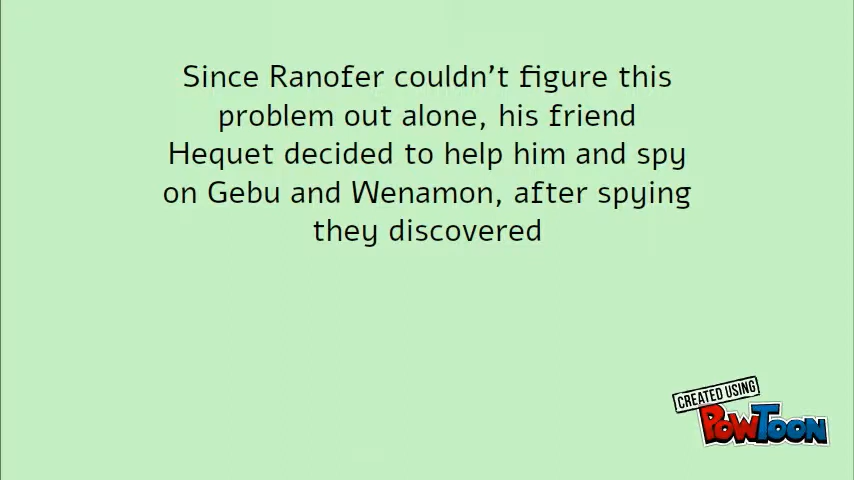 Since Ranofer couldn't figure this
problem out alone, his friend
Hequet decided to help him and spy
on Gebu and Wenamon, after spying
they discovered
CREATED USING
POWTOON